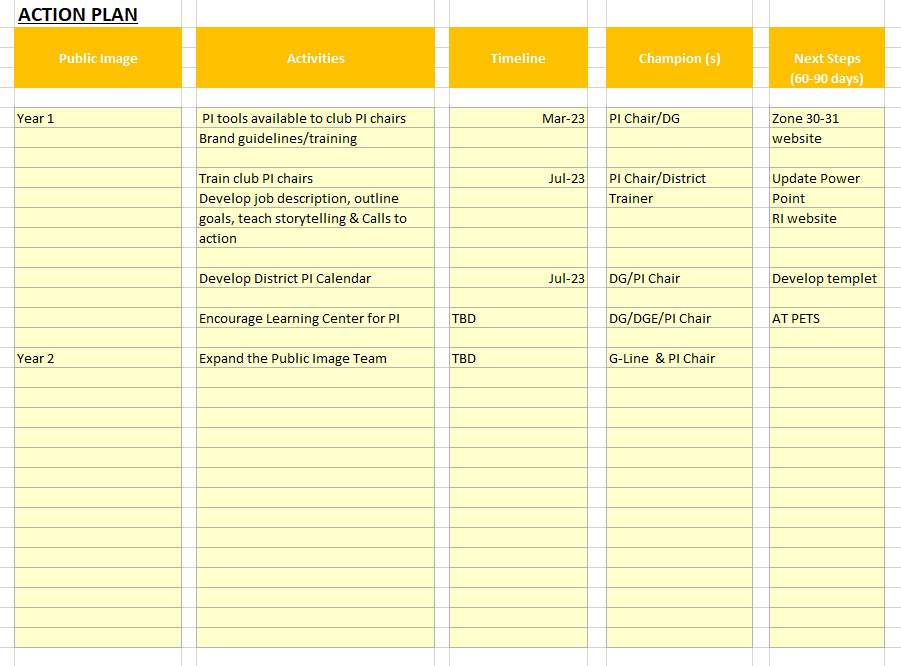 ACTION PLAN
Public Image Activities Timeline Champion (s) Next Steps
(60-90 days)
Year 1 PI tools available to club PI chairs Mar-23 PI Chair/DG Zone 30-31
Brand guidelines/training website
Train club PI chairs Jul-23 PI Chair/District Update Power
Develop job description, outline Trainer Point
goals, teach storytelling & Calls to RI website
action
Develop District PI Calendar Jul-23 DG/PI Chair Develop templet
Encourage Learning Center for PI TBD DG/DGE/PI Chair AT PETS
Year 2 Expand the Public Image Team TBD G-Line & PI Chair